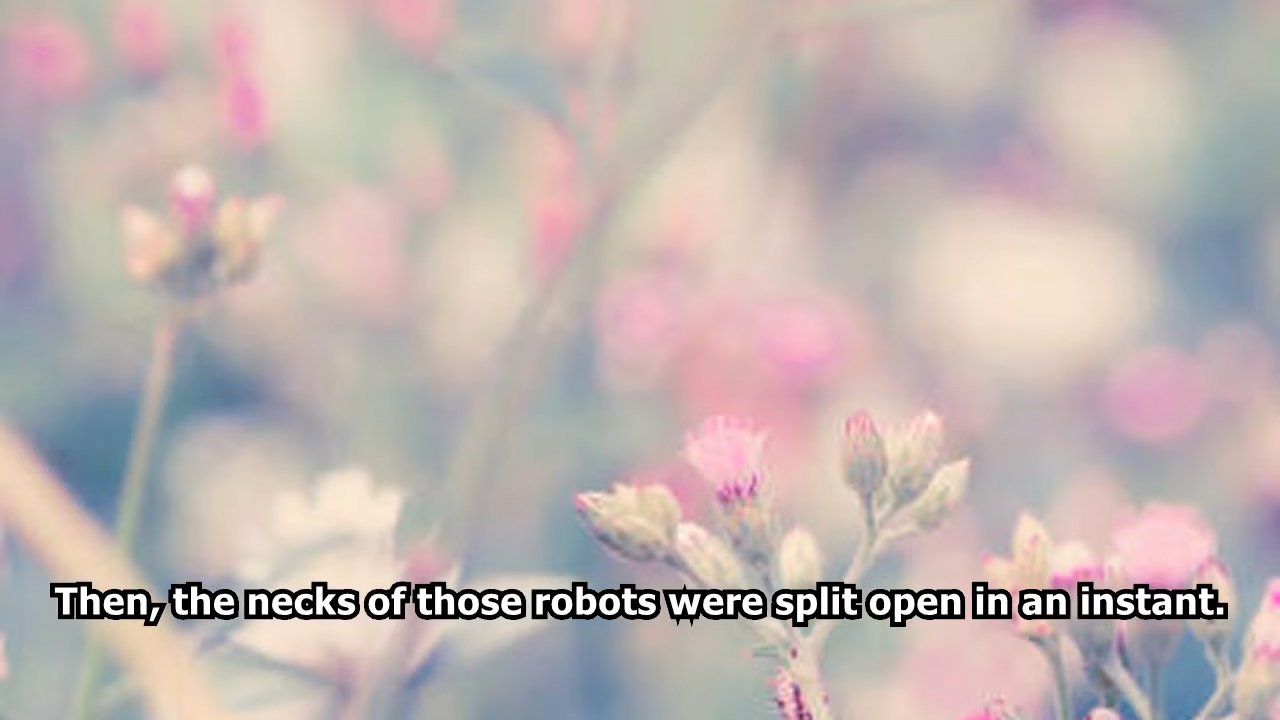 Then, the necks of those robots were split open in an instant.